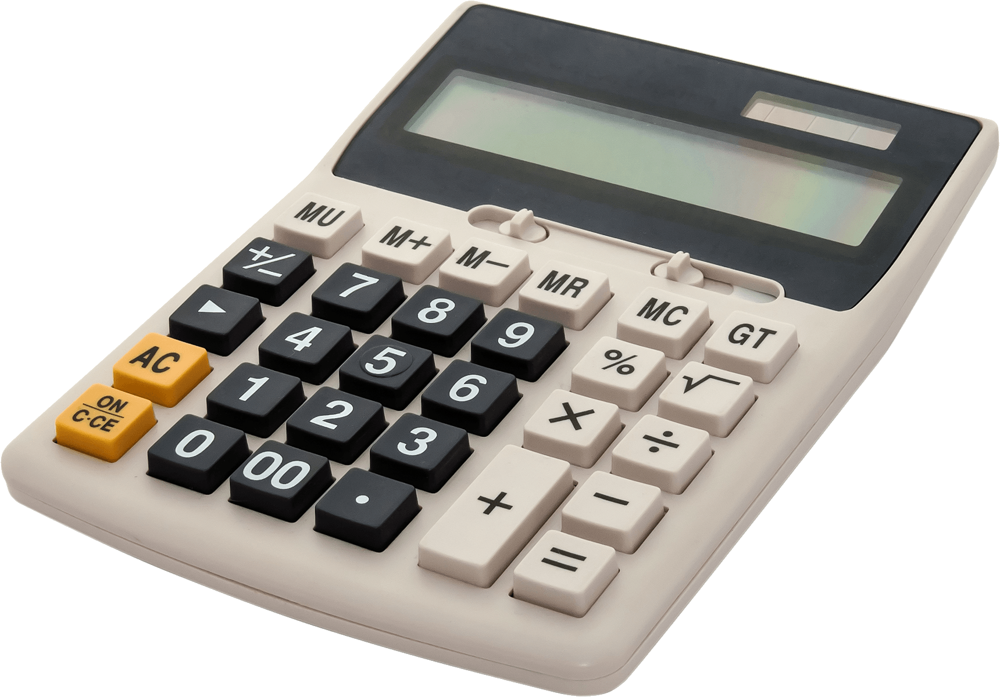 MU M+ M− MR MC GT
+/− 7 8 9 % √
▶ 4 5 6 × ÷
AC 1 2 3 + −
ON
C·CE 0 00 . =